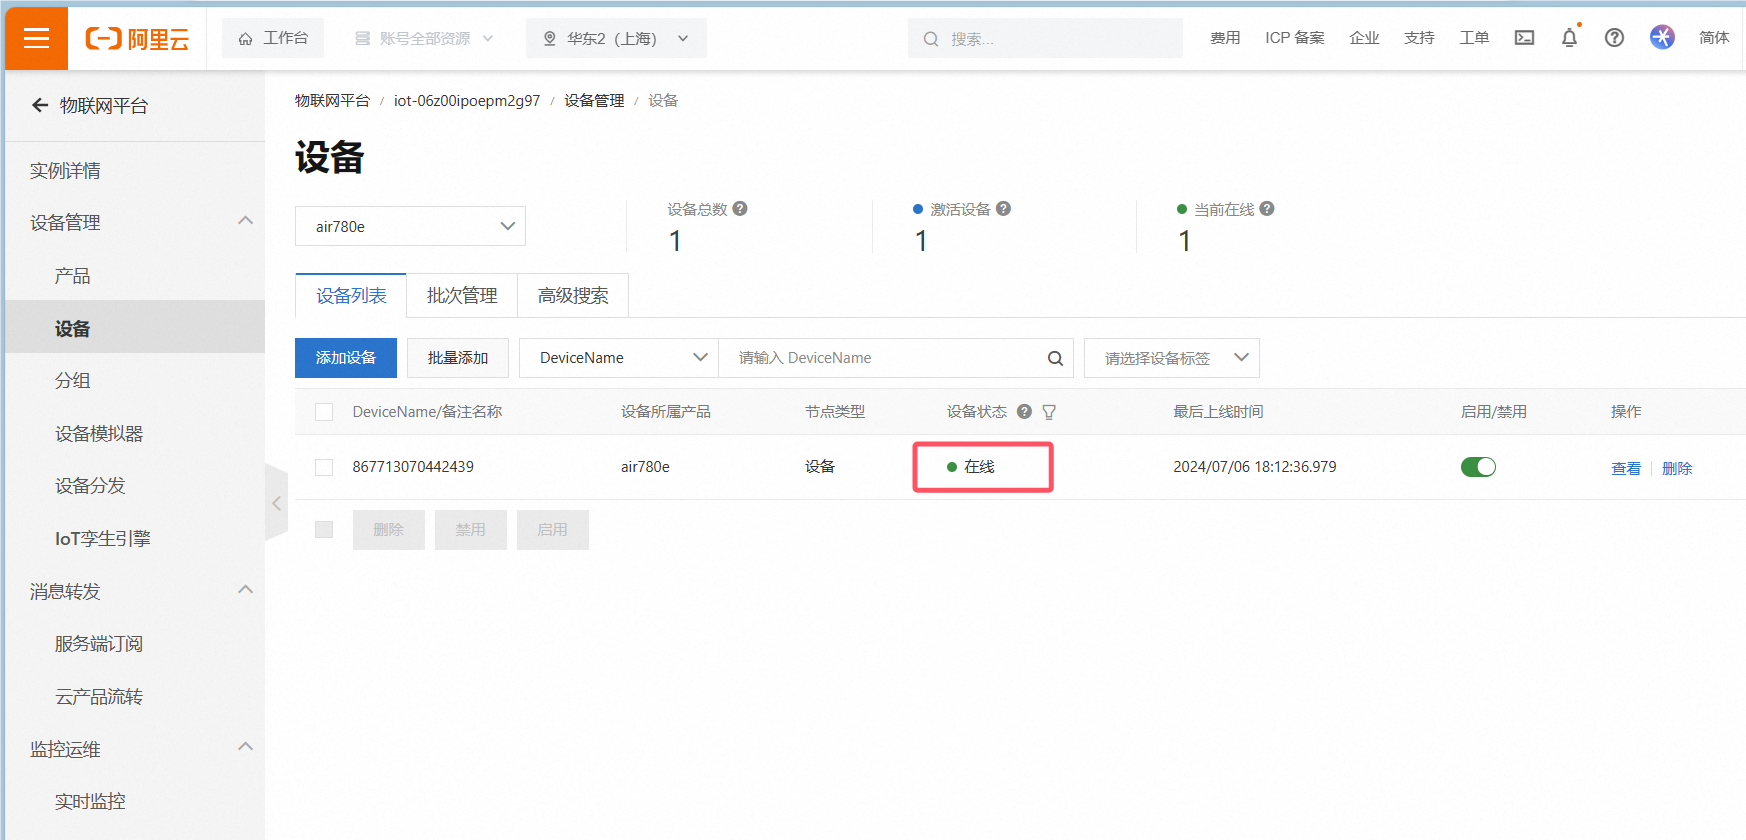 阿里云 工作台 账号全部资源 华东2（上海） 搜索... 费用 ICP 备案 企业 支持 工单 简体
物联网平台
实例详情
设备管理
产品
设备
分组
设备模拟器
设备分发
IoT孪生引擎
消息转发
服务端订阅
云产品流转
监控运维
实时监控
物联网平台 / iot-06z00ipoepm2g97 / 设备管理 / 设备
设备
air780e
设备总数
1
激活设备
1
当前在线
1
设备列表 批次管理 高级搜索
添加设备 批量添加 DeviceName 请输入 DeviceName 请选择设备标签
DeviceName/备注名称 设备所属产品 节点类型 设备状态 最后上线时间 启用/禁用 操作
867713070442439 air780e 设备 在线 2024/07/06 18:12:36.979 查看 删除
删除 禁用 启用